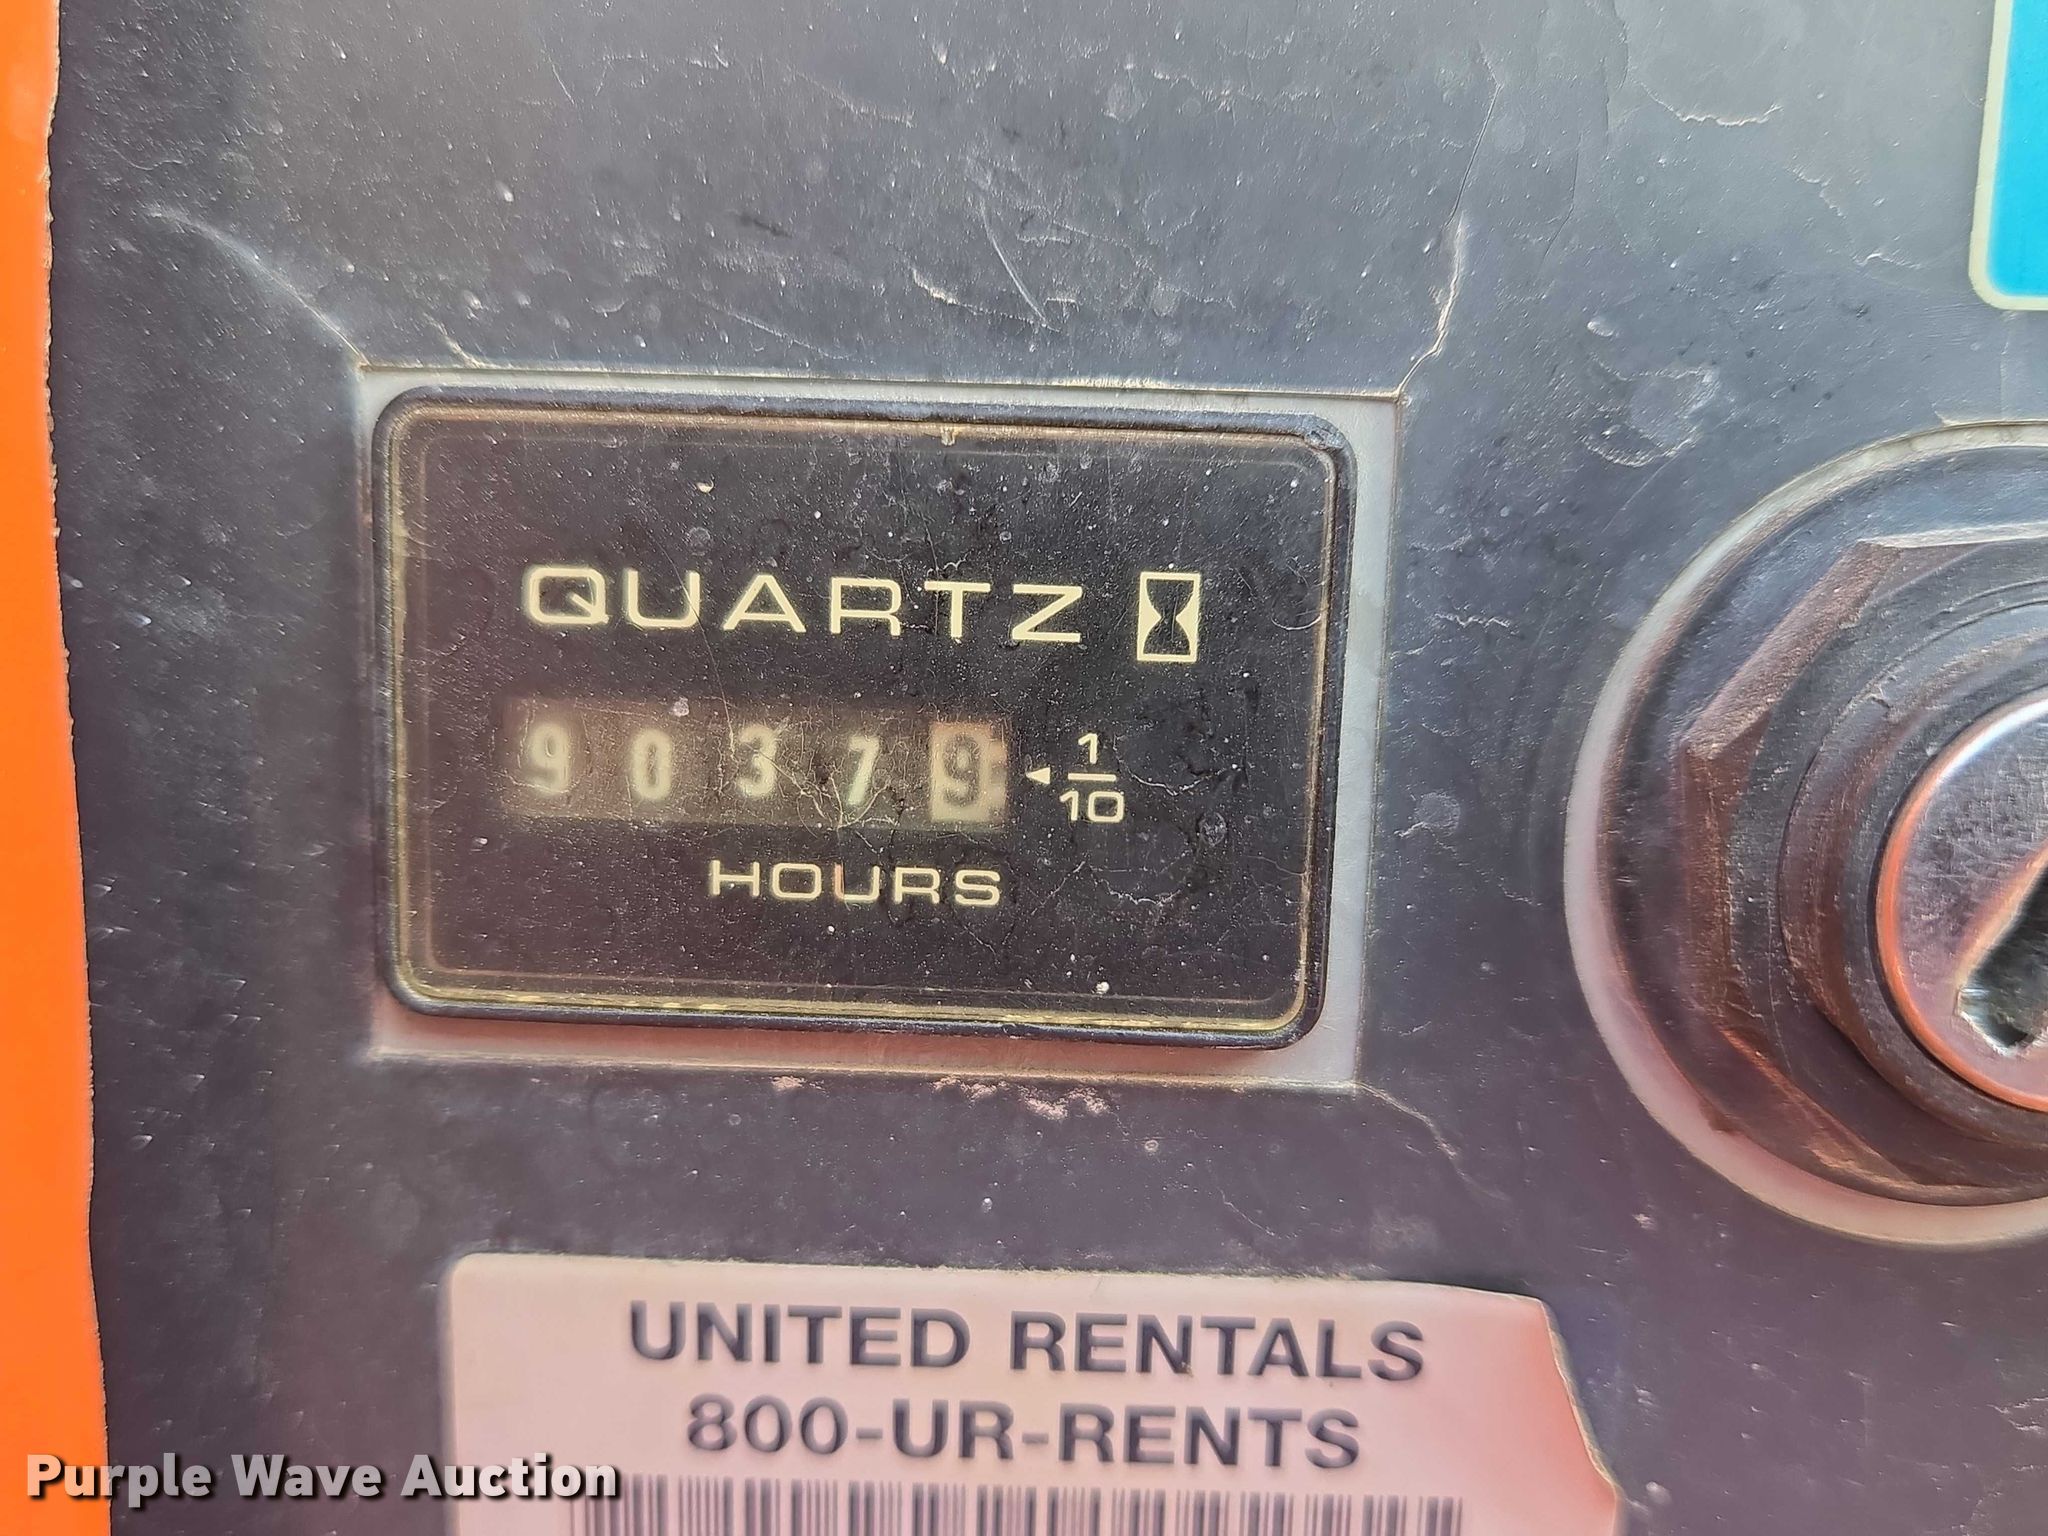 QUARTZ
90379
1
10
HOURS
UNITED RENTALS
800-UR-RENTS
Purple Wave Auction